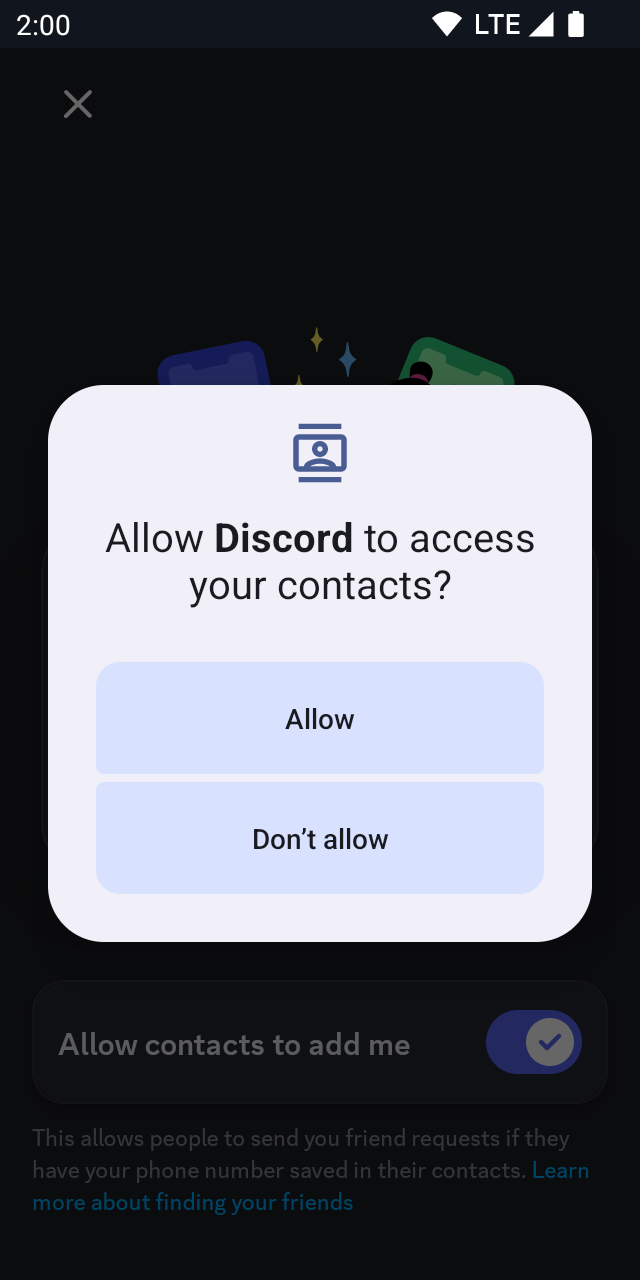 2:00
LTE
Allow Discord to access
your contacts?
Allow
Don’t allow
Allow contacts to add me
This allows people to send you friend requests if they
have your phone number saved in their contacts. Learn
more about finding your friends